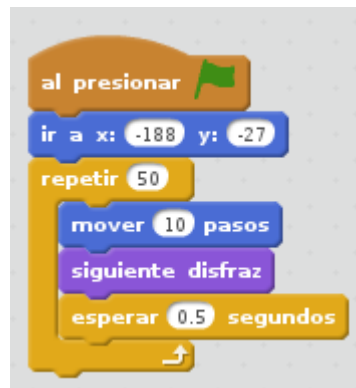 al presionar
ir a x: -188 y: -27
repetir 50
mover 10 pasos
siguiente disfraz
esperar 0.5 segundos